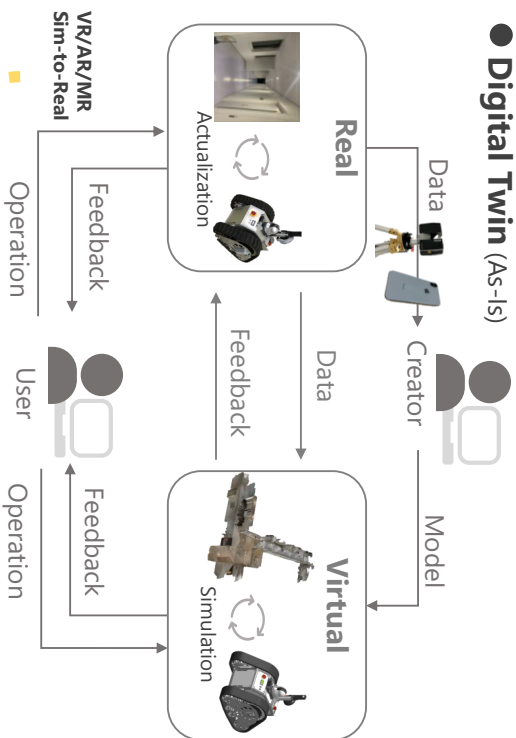 ● Digital Twin (As-Is)
Data
Creator
Model
Real
Actualization
Data
Feedback
Virtual
Simulation
Feedback
Operation
User
Feedback
Operation
VR/AR/MR
Sim-to-Real